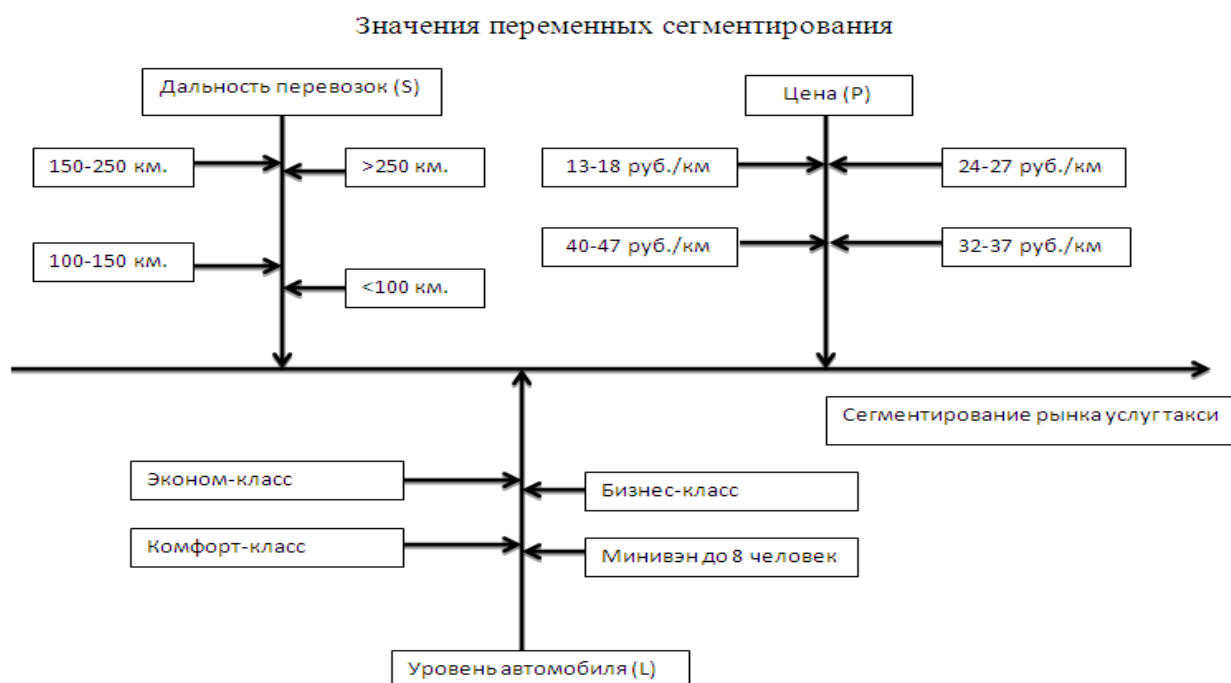 Значения переменных сегментирования
Дальность перевозок (S)
Цена (P)
150-250 км.
>250 км.
13-18 руб./км
24-27 руб./км
100-150 км.
<100 км.
40-47 руб./км
32-37 руб./км
Сегментирование рынка услуг такси
Эконом-класс
Бизнес-класс
Комфорт-класс
Минивэн до 8 человек
Уровень автомобиля (L)